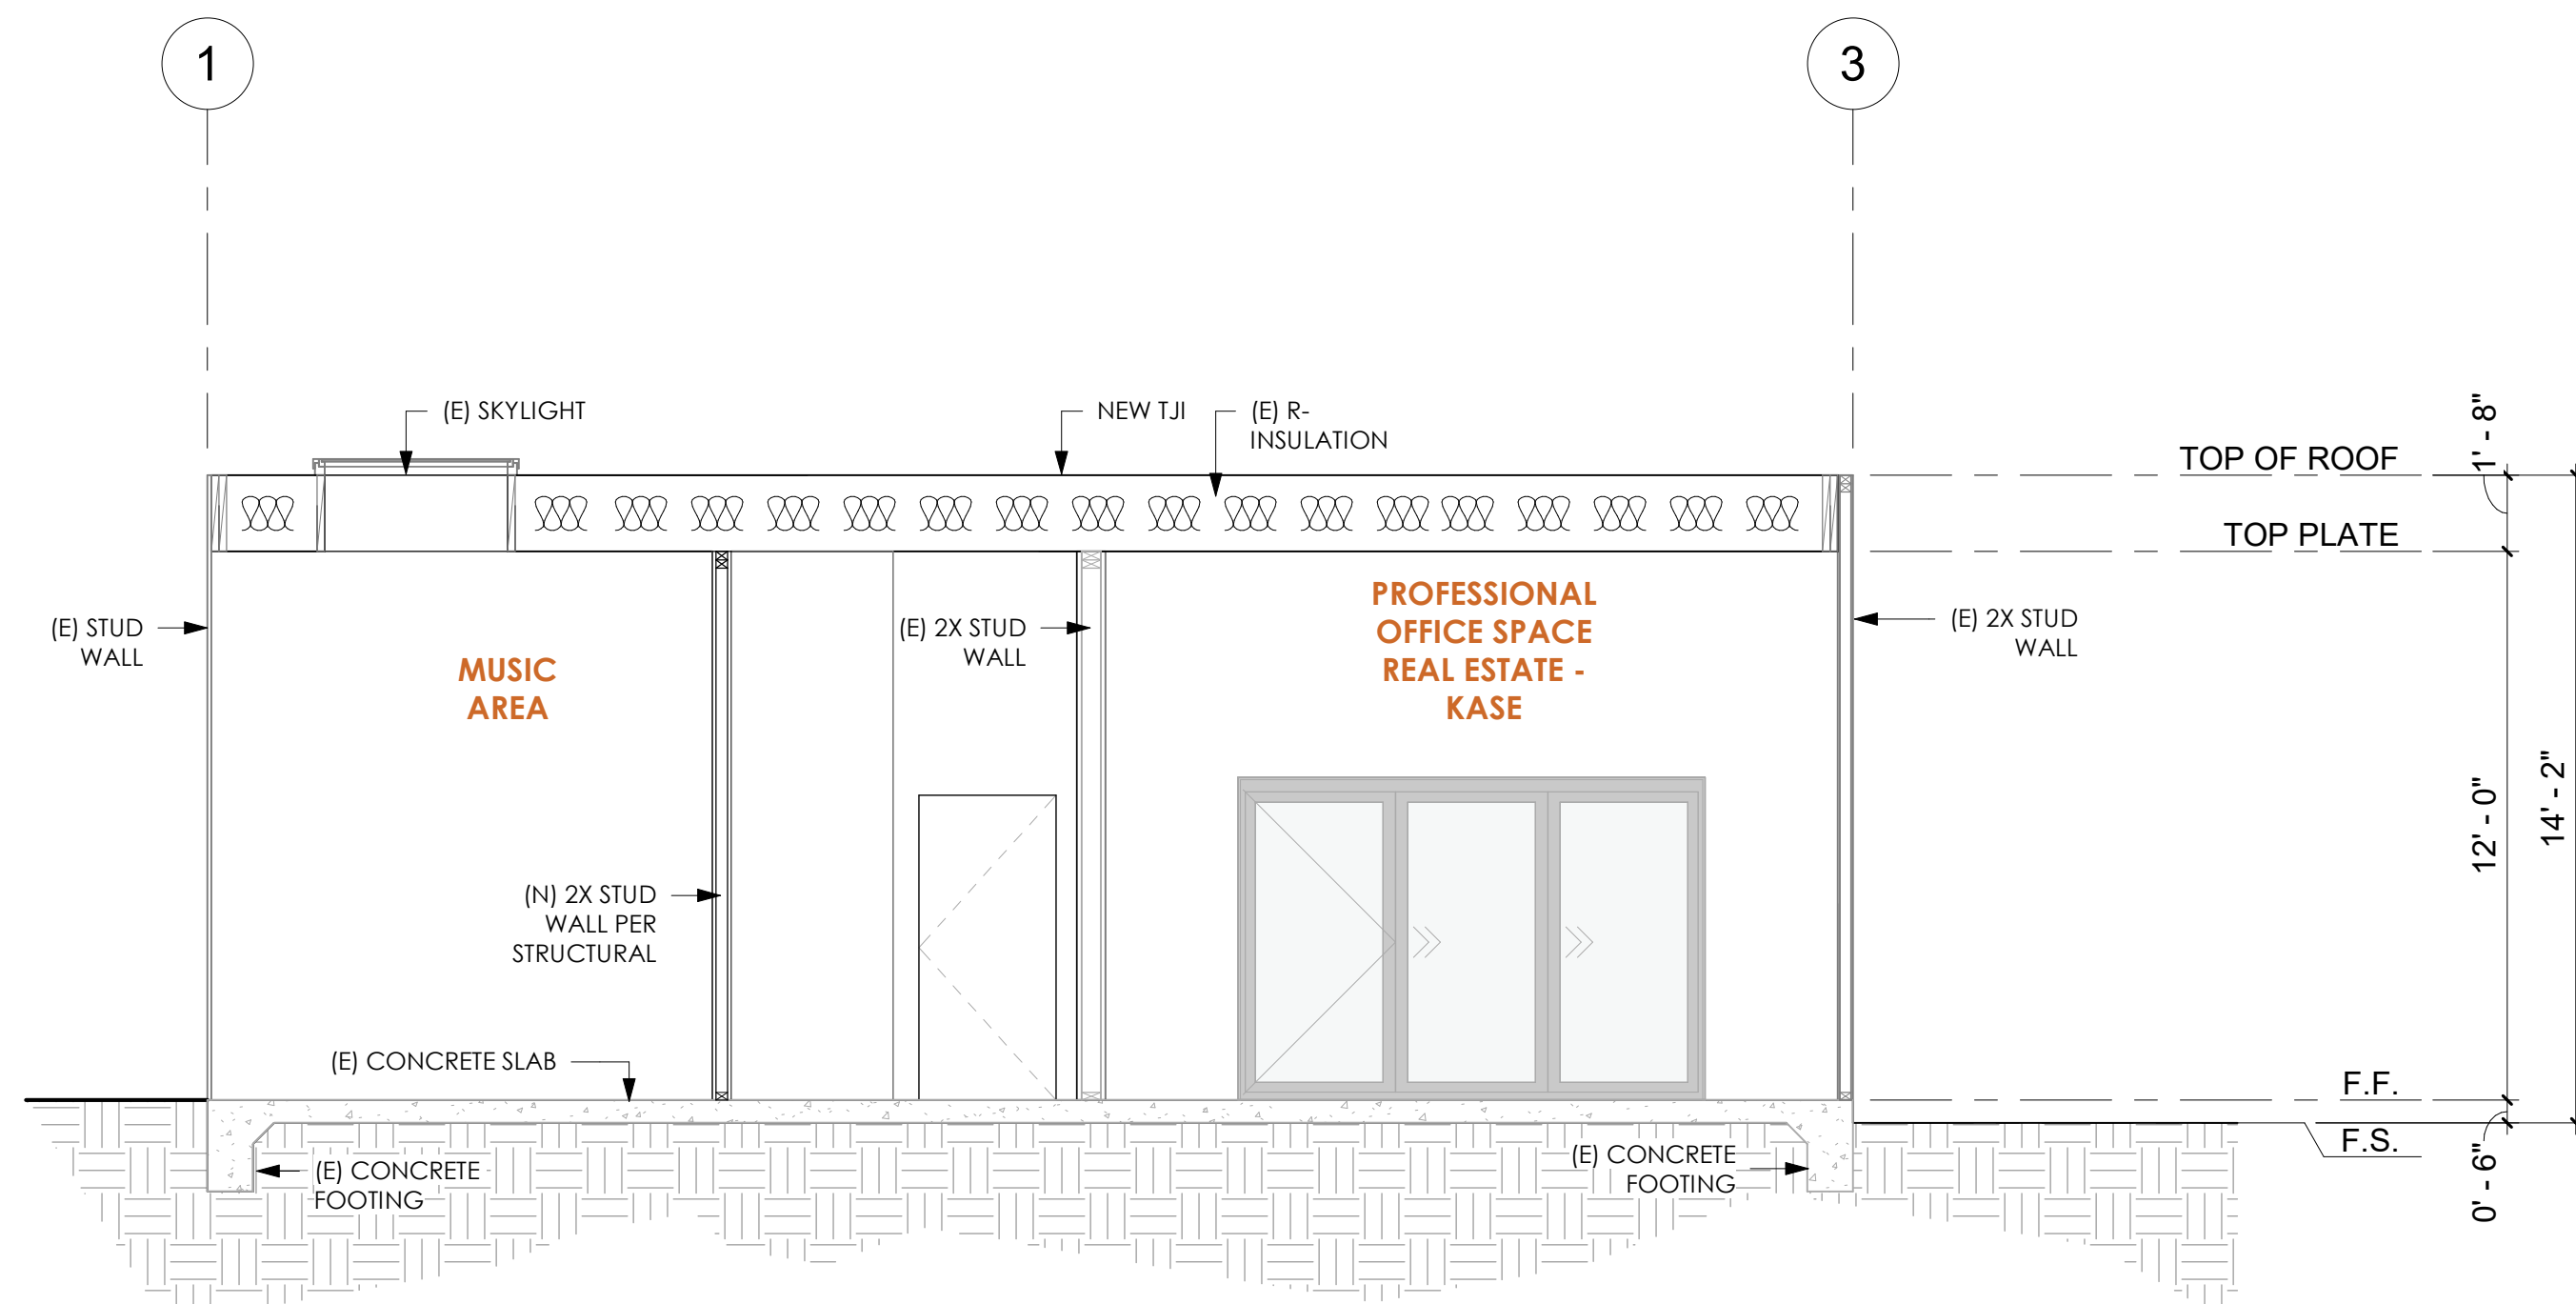 1
3
(E) SKYLIGHT
NEW TJI
(E) R-
INSULATION
1' - 8"
TOP OF ROOF
TOP PLATE
(E) STUD
WALL
MUSIC
AREA
(E) 2X STUD
WALL
PROFESSIONAL
OFFICE SPACE
REAL ESTATE -
KASE
(E) 2X STUD
WALL
12' - 0"
14' - 2"
(N) 2X STUD
WALL PER
STRUCTURAL
(E) CONCRETE SLAB
F.F.
F.S.
0' - 6"
(E) CONCRETE
FOOTING
(E) CONCRETE
FOOTING